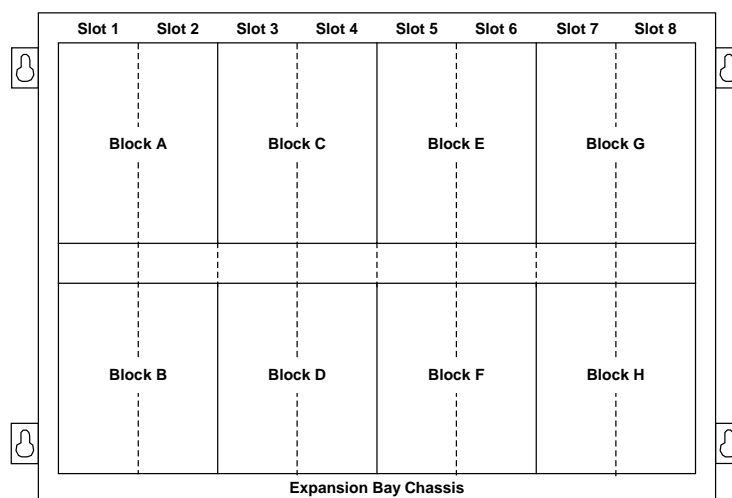 Slot 1 Slot 2 Slot 3 Slot 4 Slot 5 Slot 6 Slot 7 Slot 8
Block A Block C Block E Block G
Block B Block D Block F Block H
Expansion Bay Chassis